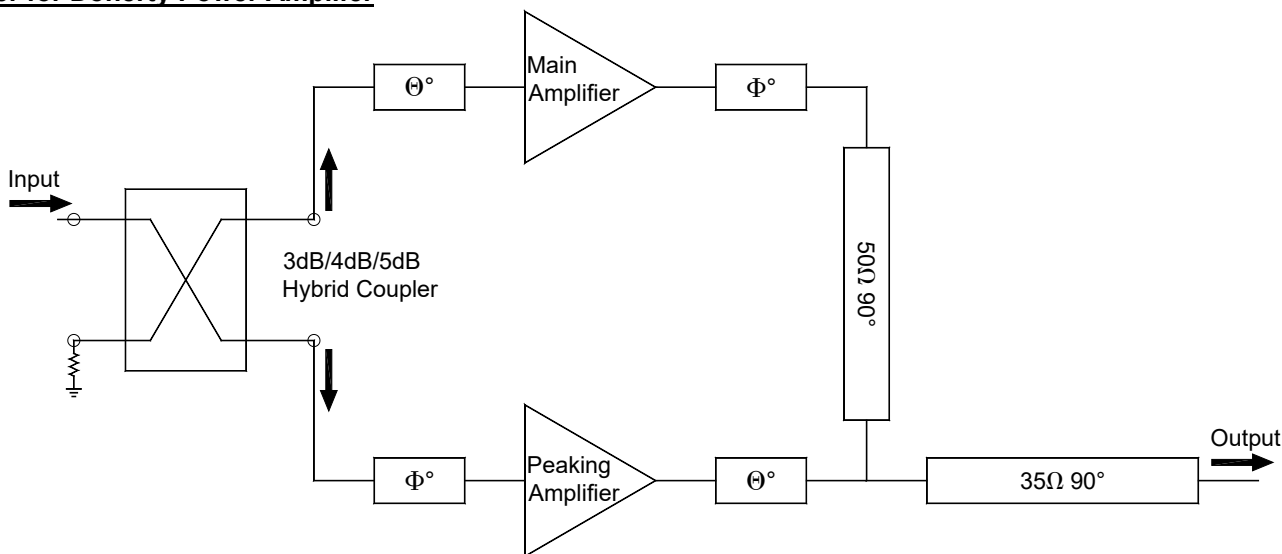 Main
Amplifier
Θ°
Φ°
Input
3dB/4dB/5dB
Hybrid Coupler
50Ω 90°
Peaking
Amplifier
Φ°
Θ°
35Ω 90°
Output